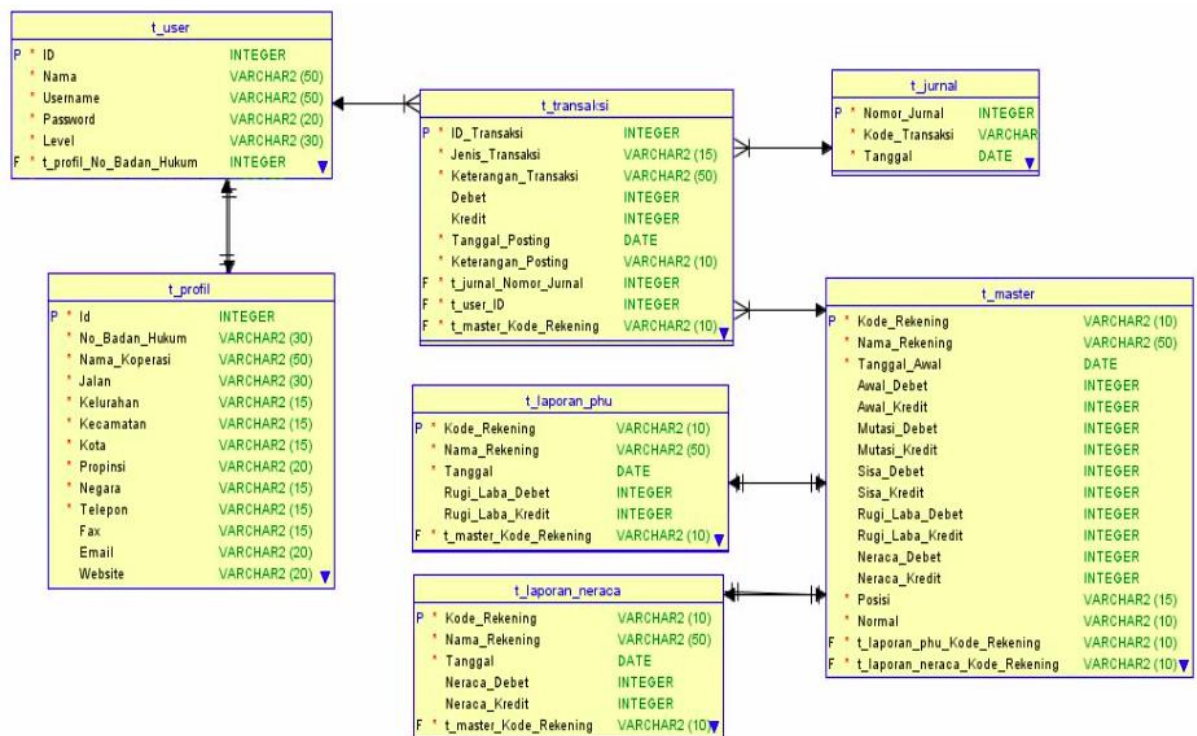 t_user
P * ID INTEGER
* Nama VARCHAR2 (50)
* Username VARCHAR2 (50)
* Password VARCHAR2 (20)
* Level VARCHAR2 (30)
F * t_profil_No_Badan_Hukum INTEGER
t_profil
P * Id INTEGER
* No_Badan_Hukum VARCHAR2 (30)
* Nama_Koperasi VARCHAR2 (50)
* Jalan VARCHAR2 (30)
* Kelurahan VARCHAR2 (15)
* Kecamatan VARCHAR2 (15)
* Kota VARCHAR2 (15)
* Propinsi VARCHAR2 (20)
* Negara VARCHAR2 (15)
* Telepon VARCHAR2 (15)
Fax VARCHAR2 (15)
Email VARCHAR2 (20)
Website VARCHAR2 (20)
t_transaksi
P * ID_Transaksi INTEGER
* Jenis_Transaksi VARCHAR2 (15)
* Keterangan_Transaksi VARCHAR2 (50)
Debet INTEGER
Kredit INTEGER
* Tanggal_Posting DATE
* Keterangan_Posting VARCHAR2 (10)
F * t_jurnal_Nomor_Jurnal INTEGER
F * t_user_ID INTEGER
F * t_master_Kode_Rekening VARCHAR2 (10)
t_laporan_phu
P * Kode_Rekening VARCHAR2 (10)
* Nama_Rekening VARCHAR2 (50)
* Tanggal DATE
Rugi_Laba_Debet INTEGER
Rugi_Laba_Kredit INTEGER
F * t_master_Kode_Rekening VARCHAR2 (10)
t_laporan_neraca
P * Kode_Rekening VARCHAR2 (10)
* Nama_Rekening VARCHAR2 (50)
* Tanggal DATE
Neraca_Debet INTEGER
Neraca_Kredit INTEGER
F * t_master_Kode_Rekening VARCHAR2 (10)
t_jurnal
P * Nomor_Jurnal INTEGER
* Kode_Transaksi VARCHAR
* Tanggal DATE
t_master
P * Kode_Rekening VARCHAR2 (10)
* Nama_Rekening VARCHAR2 (50)
* Tanggal_Awal DATE
Awal_Debet INTEGER
Awal_Kredit INTEGER
Mutasi_Debet INTEGER
Mutasi_Kredit INTEGER
Sisa_Debet INTEGER
Sisa_Kredit INTEGER
Rugi_Laba_Debet INTEGER
Rugi_Laba_Kredit INTEGER
Neraca_Debet INTEGER
Neraca_Kredit INTEGER
* Posisi VARCHAR2 (15)
* Normal VARCHAR2 (10)
F * t_laporan_phu_Kode_Rekening VARCHAR2 (10)
F * t_laporan_neraca_Kode_Rekening VARCHAR2 (10)